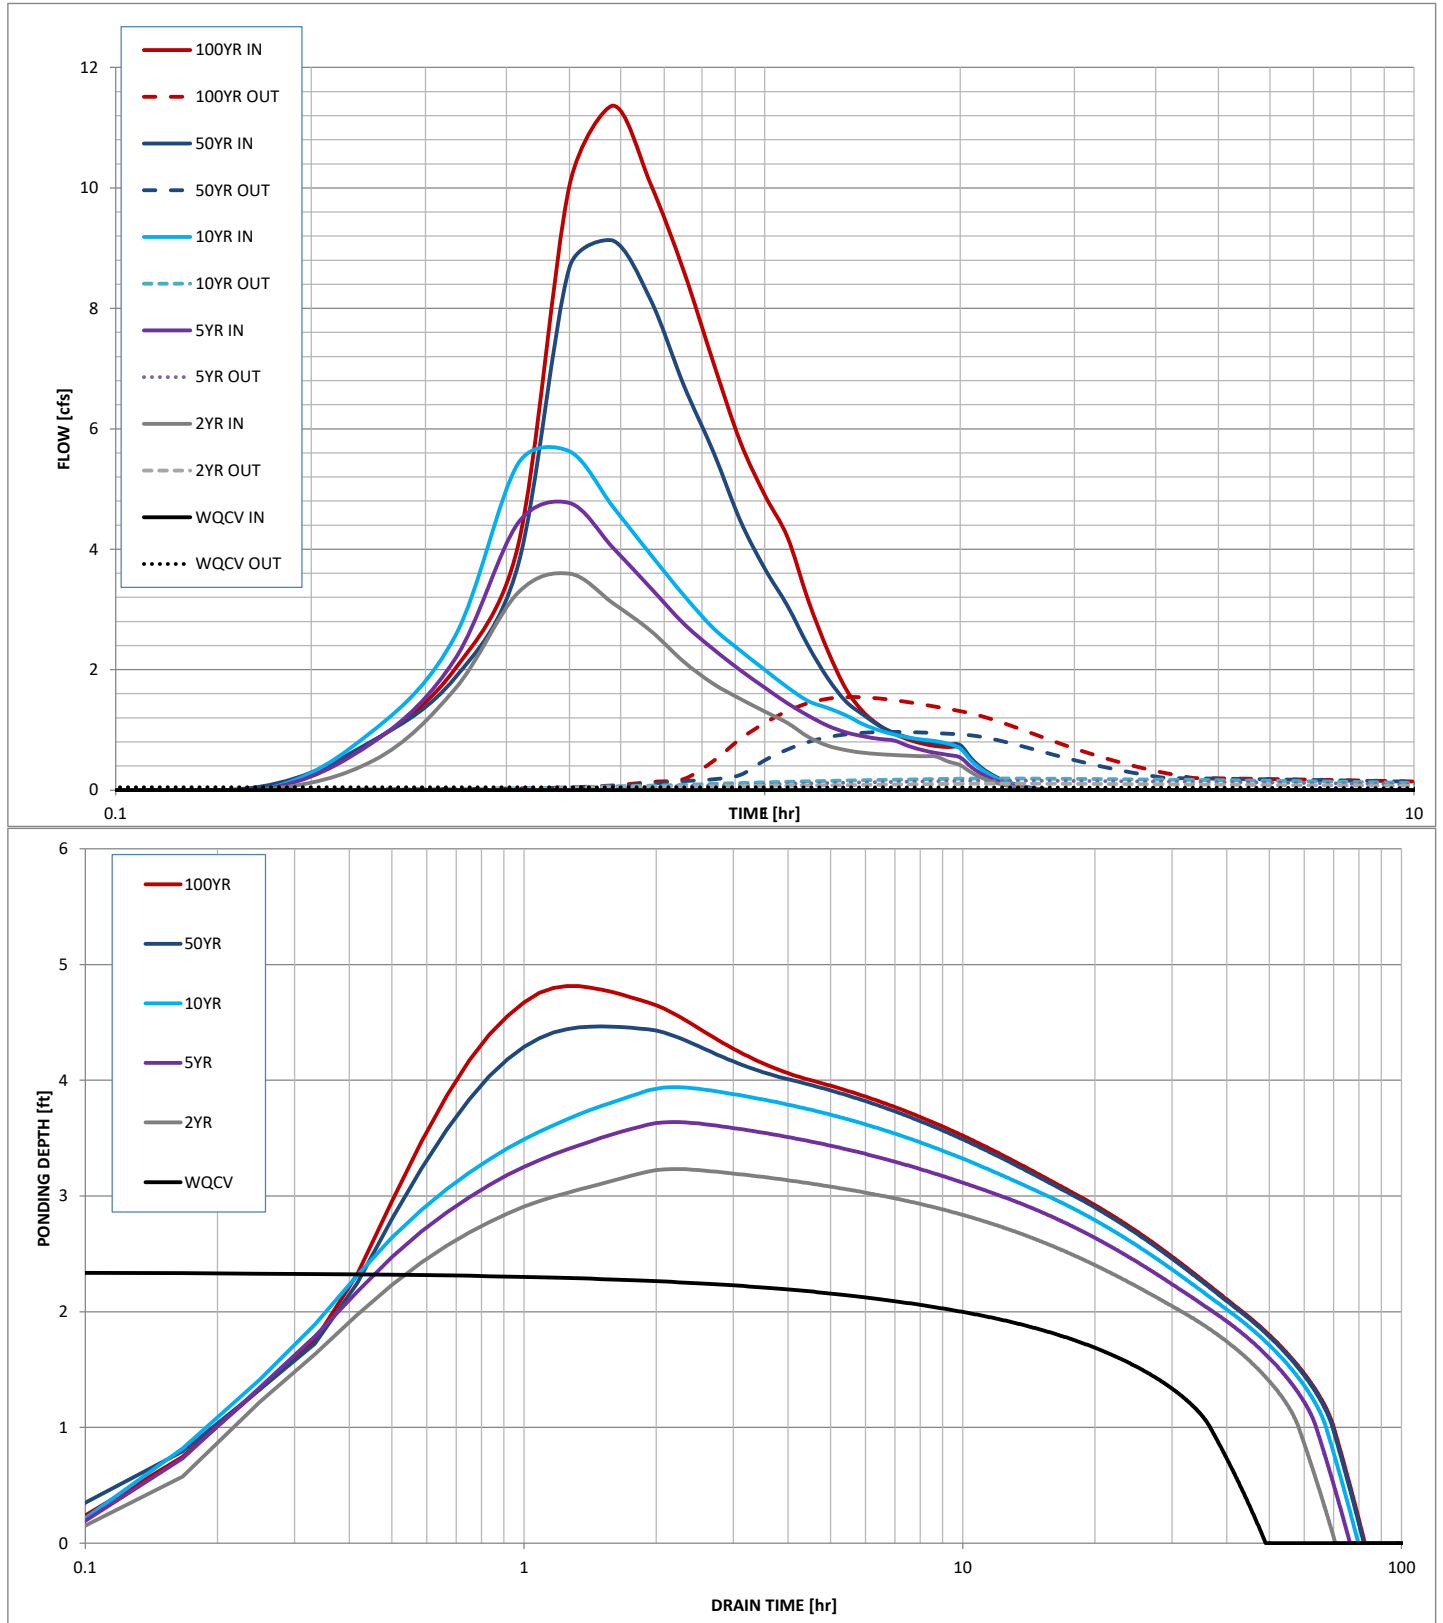 100YR IN
100YR OUT
50YR IN
50YR OUT
10YR IN
10YR OUT
5YR IN
5YR OUT
2YR IN
2YR OUT
WQCV IN
WQCV OUT
12
10
8
6
4
2
0
FLOW [cfs]
0.1
1
10
TIME [hr]
100YR
50YR
10YR
5YR
2YR
WQCV
6
5
4
3
2
1
0
PONDING DEPTH [ft]
0.1
1
10
100
DRAIN TIME [hr]